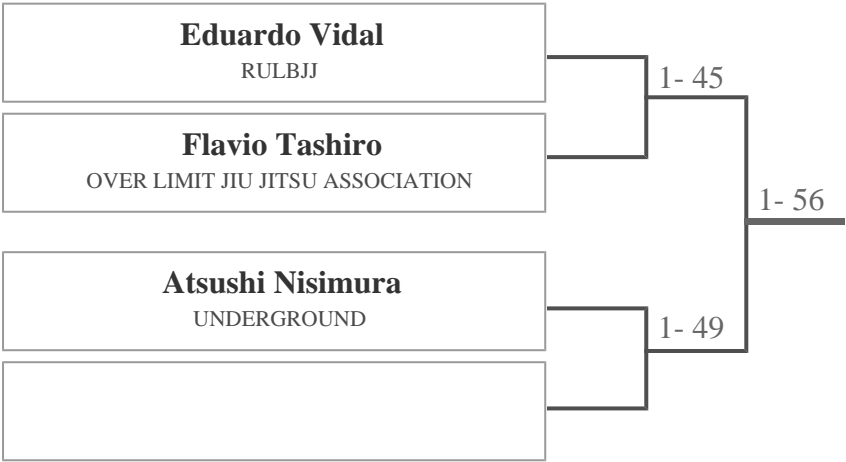 Eduardo Vidal
RULBJJ
1- 45
Flavio Tashiro
OVER LIMIT JIU JITSU ASSOCIATION
1- 56
Atsushi Nisimura
UNDERGROUND
1- 49